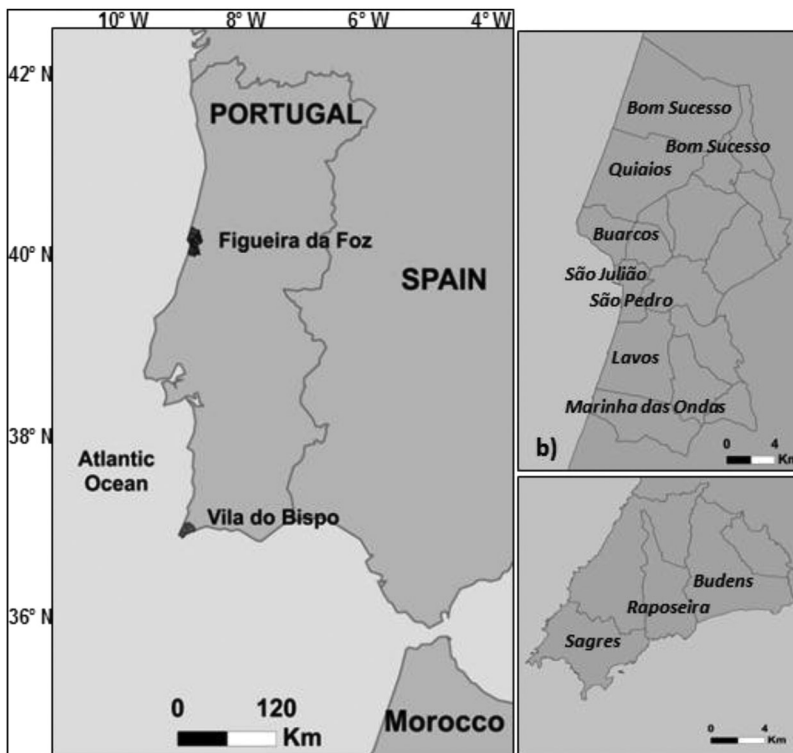 10° W
8° W
6° W
4° W
42° N
40° N
38° N
36° N
PORTUGAL
Figueira da Foz
SPAIN
Atlantic
Ocean
Vila do Bispo
0 120
Km
Morocco
Bom Sucesso
Bom Sucesso
Quiaios
Buarcos
São Julião
São Pedro
Lavos
Marinha das Ondas
b)
0 4
Km
Budens
Raposeira
Sagres
0 4
Km